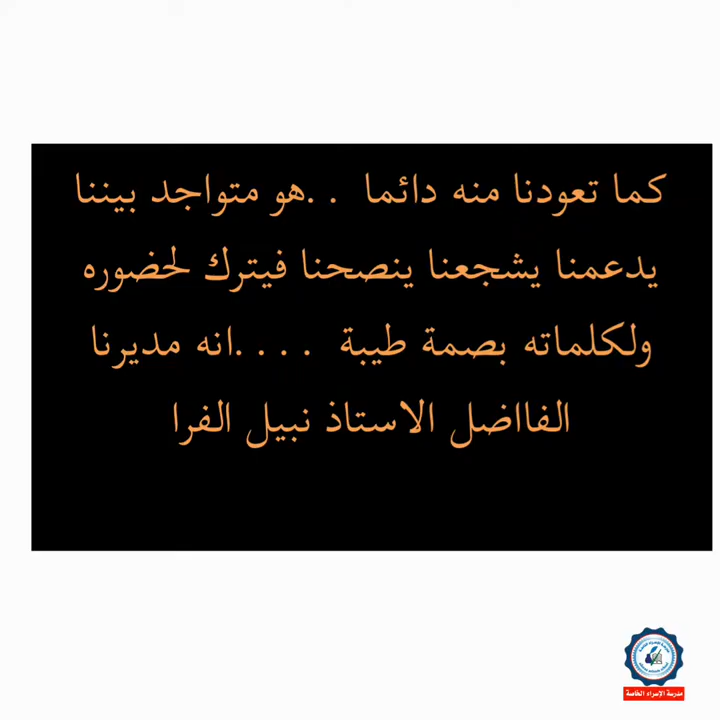 كما تعودنا منه دائما . ..هو متواجد بيننا
يدعمنا يشجعنا ينصحنا فيترك لحضوره
ولكلماته بصمة طيبة . . . ..انه مديرنا
الفااضل الاستاذ نبيل الفرا
مدرسة الإسراء الخاصة